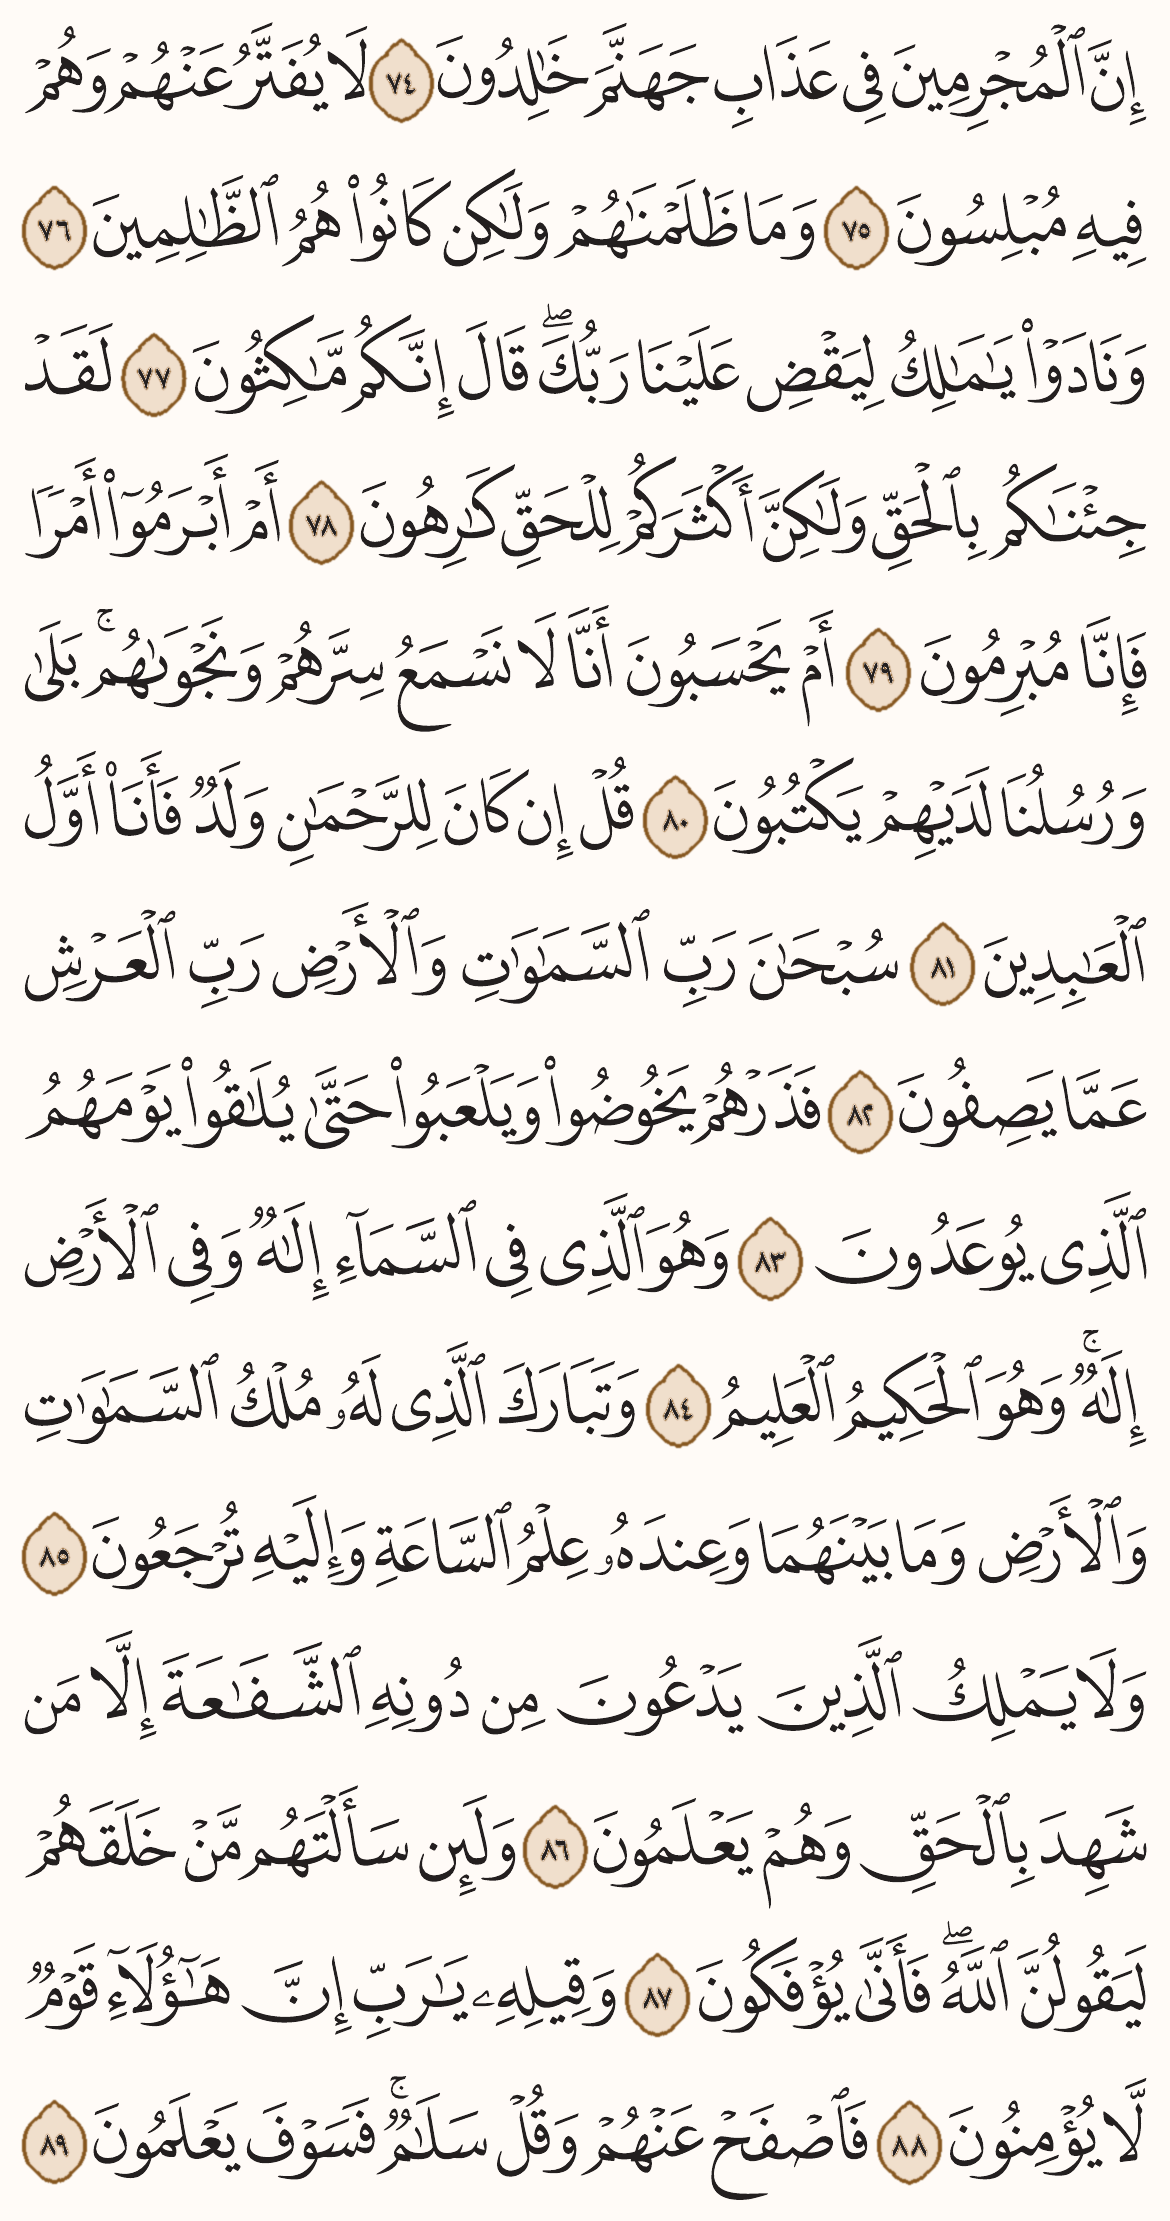 إِنَّ ٱلْمُجْرِمِينَ فِى عَذَابِ جَهَنَّمَ خَـٰلِدُونَ ٧٤ لَا يُفَتَّرُ عَنْهُمْ وَهُمْ
فِيهِ مُبْلِسُونَ ٧٥ وَمَا ظَلَمْنَـٰهُمْ وَلَـٰكِن كَانُوا۟ هُمُ ٱلظَّـٰلِمِينَ ٧٦
وَنَادَوْا۟ يَـٰمَـٰلِكُ لِيَقْضِ عَلَيْنَا رَبُّكَ ۖ قَالَ إِنَّكُم مَّـٰكِثُونَ ٧٧ لَقَدْ
جِئْنَـٰكُم بِٱلْحَقِّ وَلَـٰكِنَّ أَكْثَرَكُمْ لِلْحَقِّ كَـٰرِهُونَ ٧٨ أَمْ أَبْرَمُوٓا۟ أَمْرًا
فَإِنَّا مُبْرِمُونَ ٧٩ أَمْ يَحْسَبُونَ أَنَّا لَا نَسْمَعُ سِرَّهُمْ وَنَجْوَىٰهُم ۚ بَلَىٰ
وَرُسُلُنَا لَدَيْهِمْ يَكْتُبُونَ ٨٠ قُلْ إِن كَانَ لِلرَّحْمَـٰنِ وَلَدٌ فَأَنَا۠ أَوَّلُ
ٱلْعَـٰبِدِينَ ٨١ سُبْحَـٰنَ رَبِّ ٱلسَّمَـٰوَٰتِ وَٱلْأَرْضِ رَبِّ ٱلْعَرْشِ
عَمَّا يَصِفُونَ ٨٢ فَذَرْهُمْ يَخُوضُوا۟ وَيَلْعَبُوا۟ حَتَّىٰ يُلَـٰقُوا۟ يَوْمَهُمُ
ٱلَّذِى يُوعَدُونَ ٨٣ وَهُوَ ٱلَّذِى فِى ٱلسَّمَآءِ إِلَـٰهٌ وَفِى ٱلْأَرْضِ
إِلَـٰهٌ ۚ وَهُوَ ٱلْحَكِيمُ ٱلْعَلِيمُ ٨٤ وَتَبَارَكَ ٱلَّذِى لَهُۥ مُلْكُ ٱلسَّمَـٰوَٰتِ
وَٱلْأَرْضِ وَمَا بَيْنَهُمَا وَعِندَهُۥ عِلْمُ ٱلسَّاعَةِ وَإِلَيْهِ تُرْجَعُونَ ٨٥
وَلَا يَمْلِكُ ٱلَّذِينَ يَدْعُونَ مِن دُونِهِ ٱلشَّفَـٰعَةَ إِلَّا مَن
شَهِدَ بِٱلْحَقِّ وَهُمْ يَعْلَمُونَ ٨٦ وَلَئِن سَأَلْتَهُم مَّنْ خَلَقَهُمْ
لَيَقُولُنَّ ٱللَّهُ ۖ فَأَنَّىٰ يُؤْفَكُونَ ٨٧ وَقِيلِهِۦ يَـٰرَبِّ إِنَّ هَـٰٓؤُلَآءِ قَوْمٌ
لَّا يُؤْمِنُونَ ٨٨ فَٱصْفَحْ عَنْهُمْ وَقُلْ سَلَـٰمٌ ۚ فَسَوْفَ يَعْلَمُونَ ٨٩